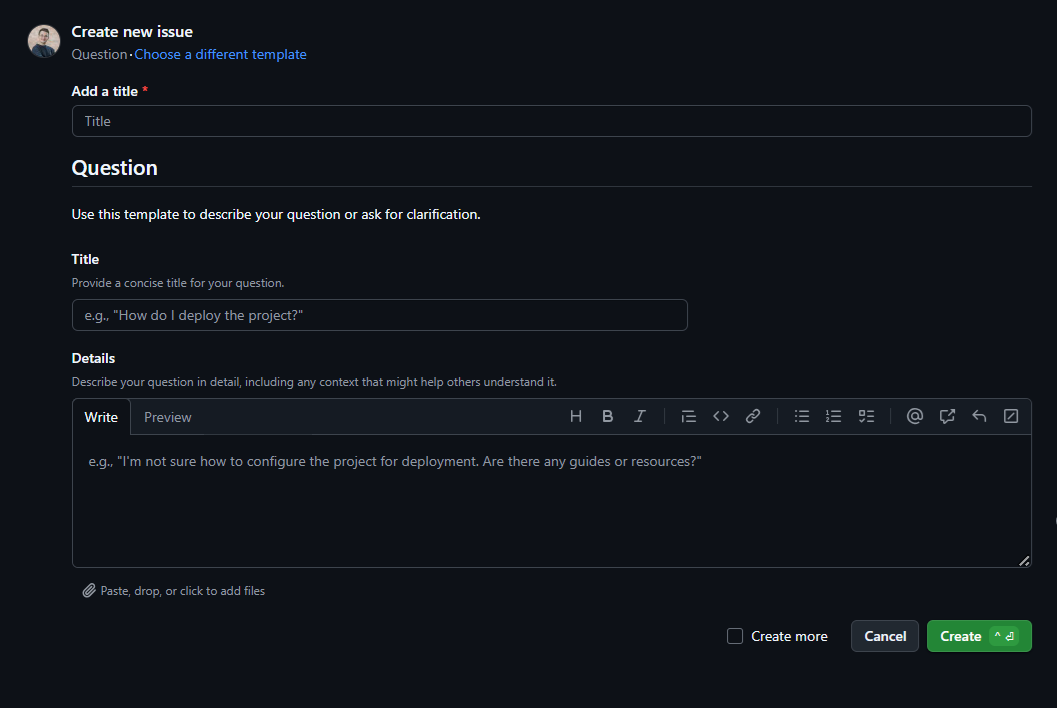 Create new issue
Question · Choose a different template
Add a title *
Title
Question
Use this template to describe your question or ask for clarification.
Title
Provide a concise title for your question.
e.g., "How do I deploy the project?"
Details
Describe your question in detail, including any context that might help others understand it.
Write Preview
e.g., "I'm not sure how to configure the project for deployment. Are there any guides or resources?"
Paste, drop, or click to add files
Create more Cancel Create ^ ⏎